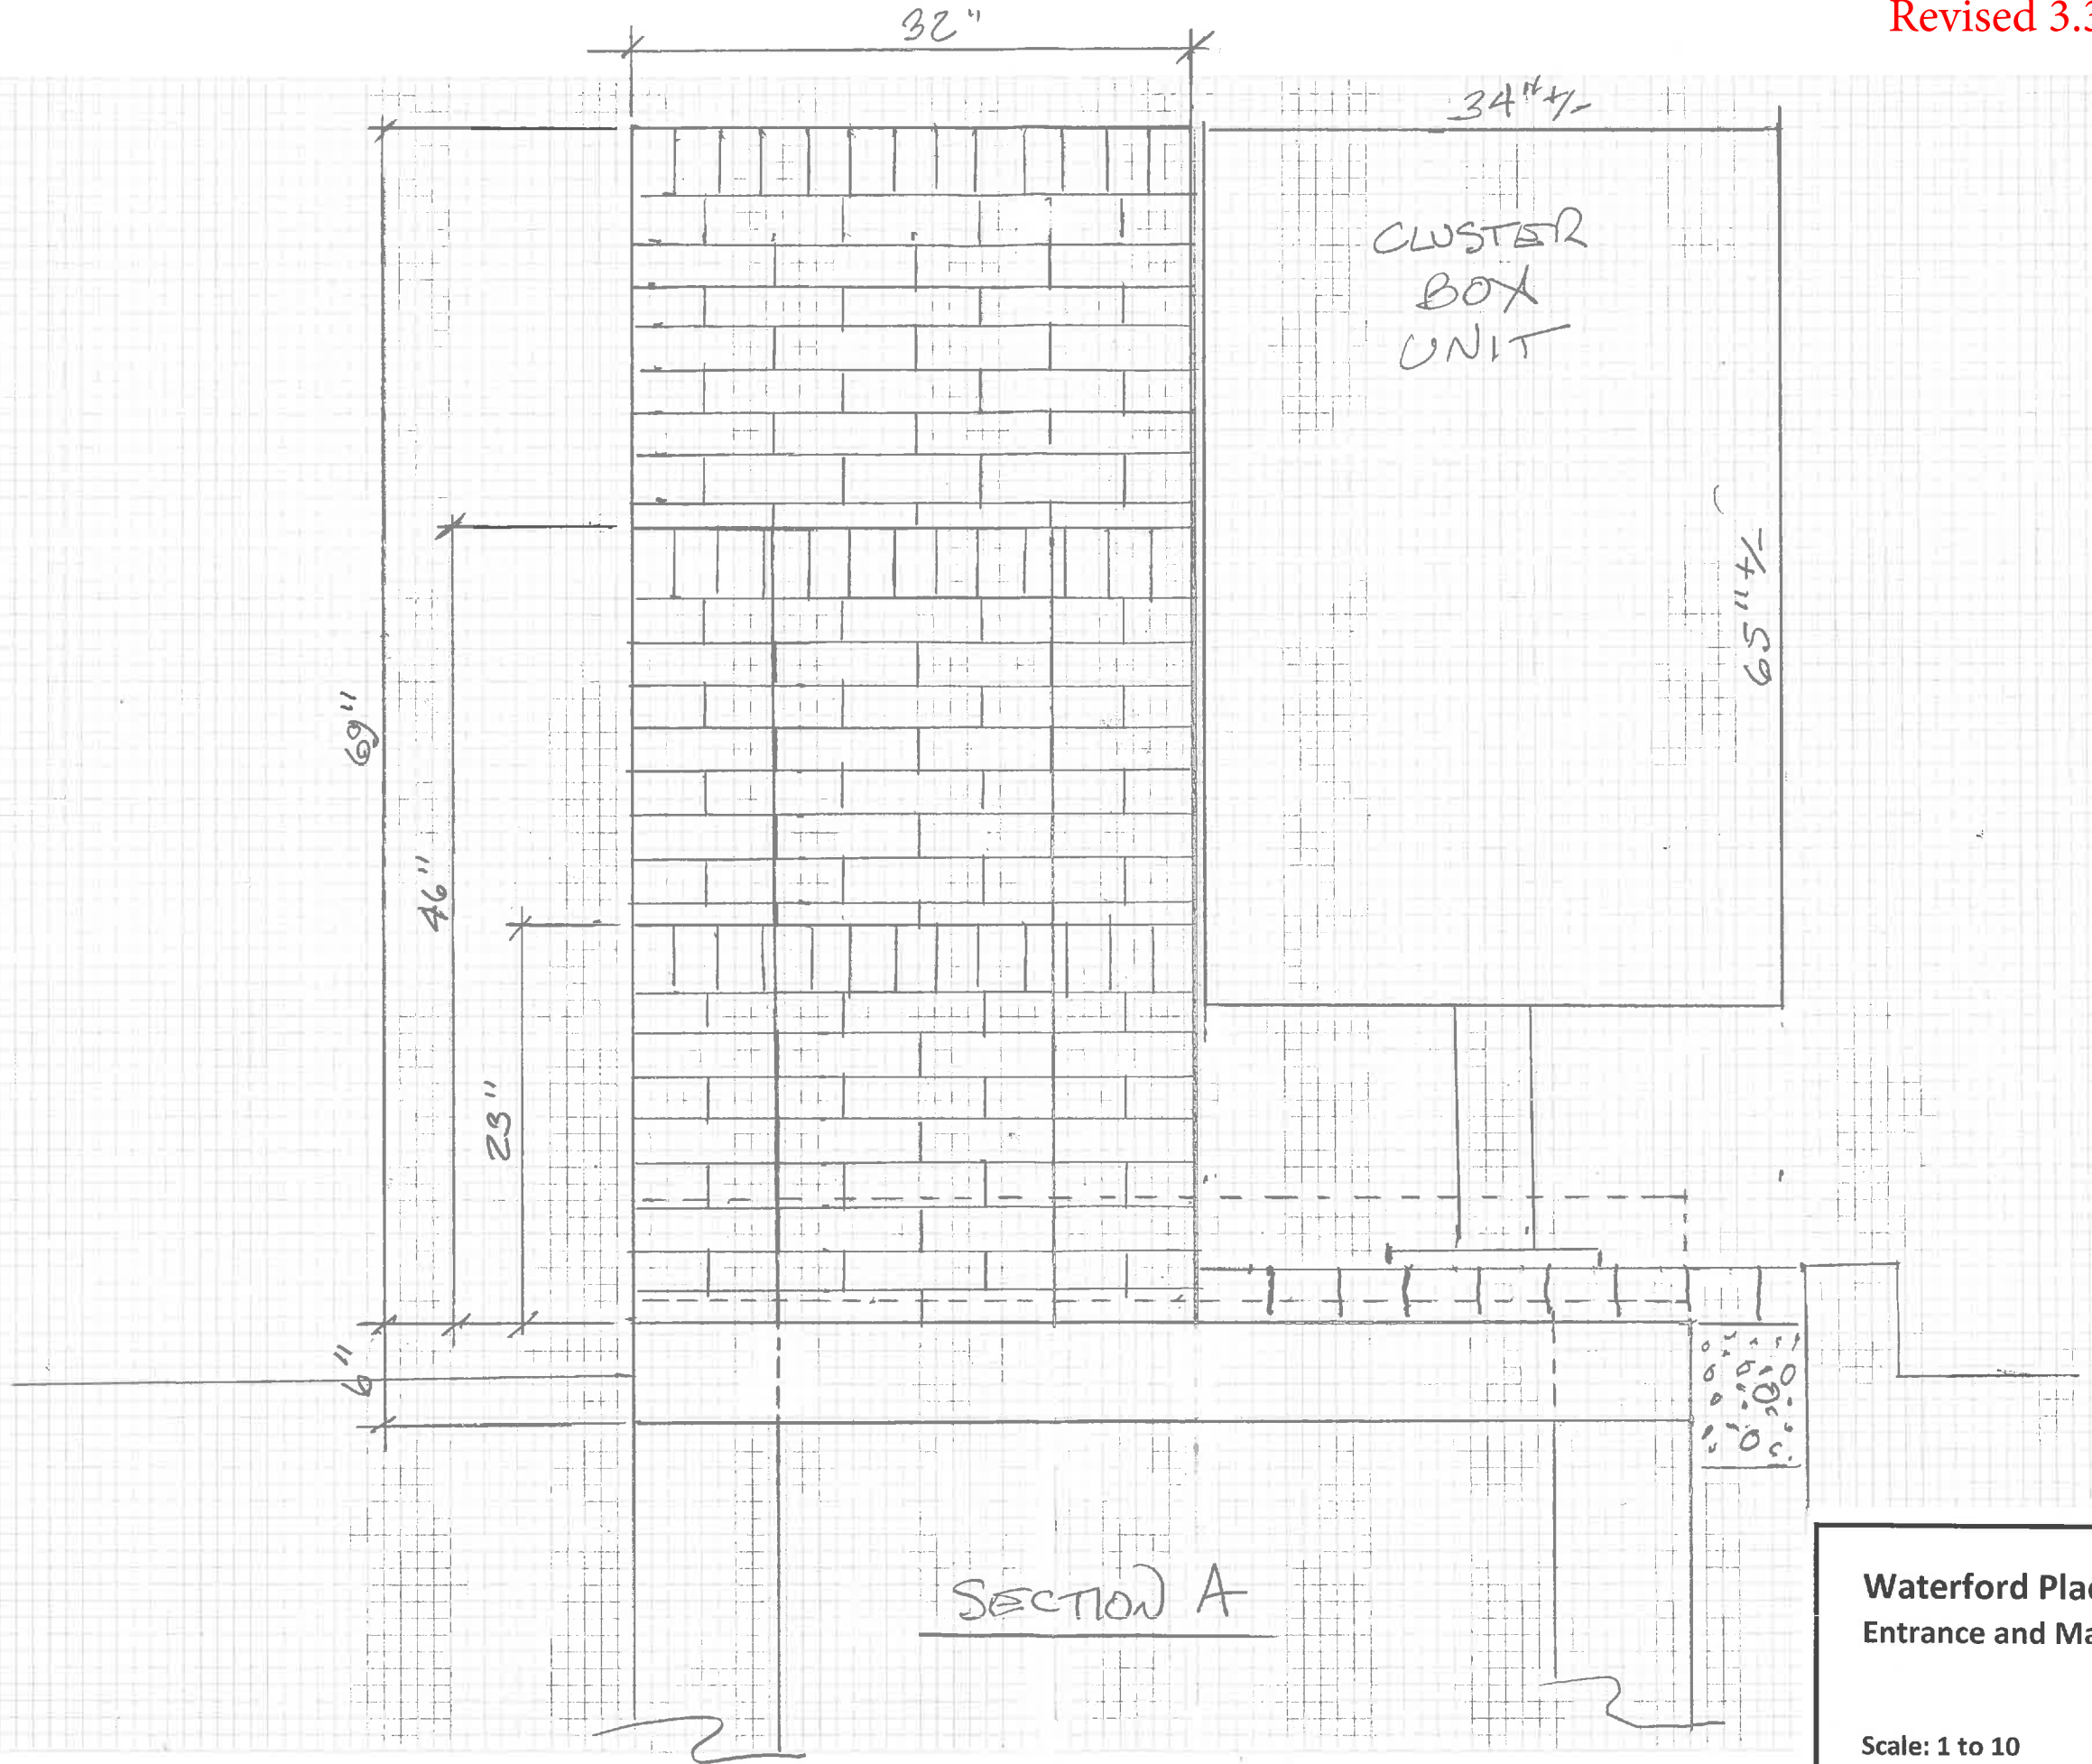 32"
Revised 3.3
34" +/-
CLUSTER
BOX
UNIT
65" +/-
69"
46"
23"
6"
SECTION A
Waterford Plac
Entrance and Ma
Scale: 1 to 10